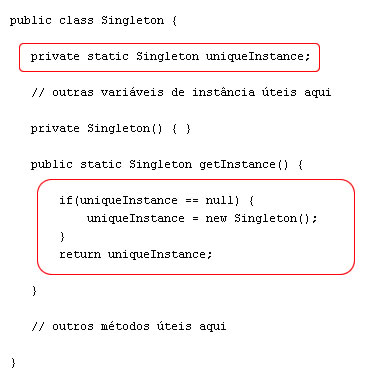 public class Singleton {
private static Singleton uniqueInstance;
// outras variáveis de instância úteis aqui
private Singleton() { }
public static Singleton getInstance() {
if(uniqueInstance == null) {
uniqueInstance = new Singleton();
}
return uniqueInstance;
}
// outros métodos úteis aqui
}